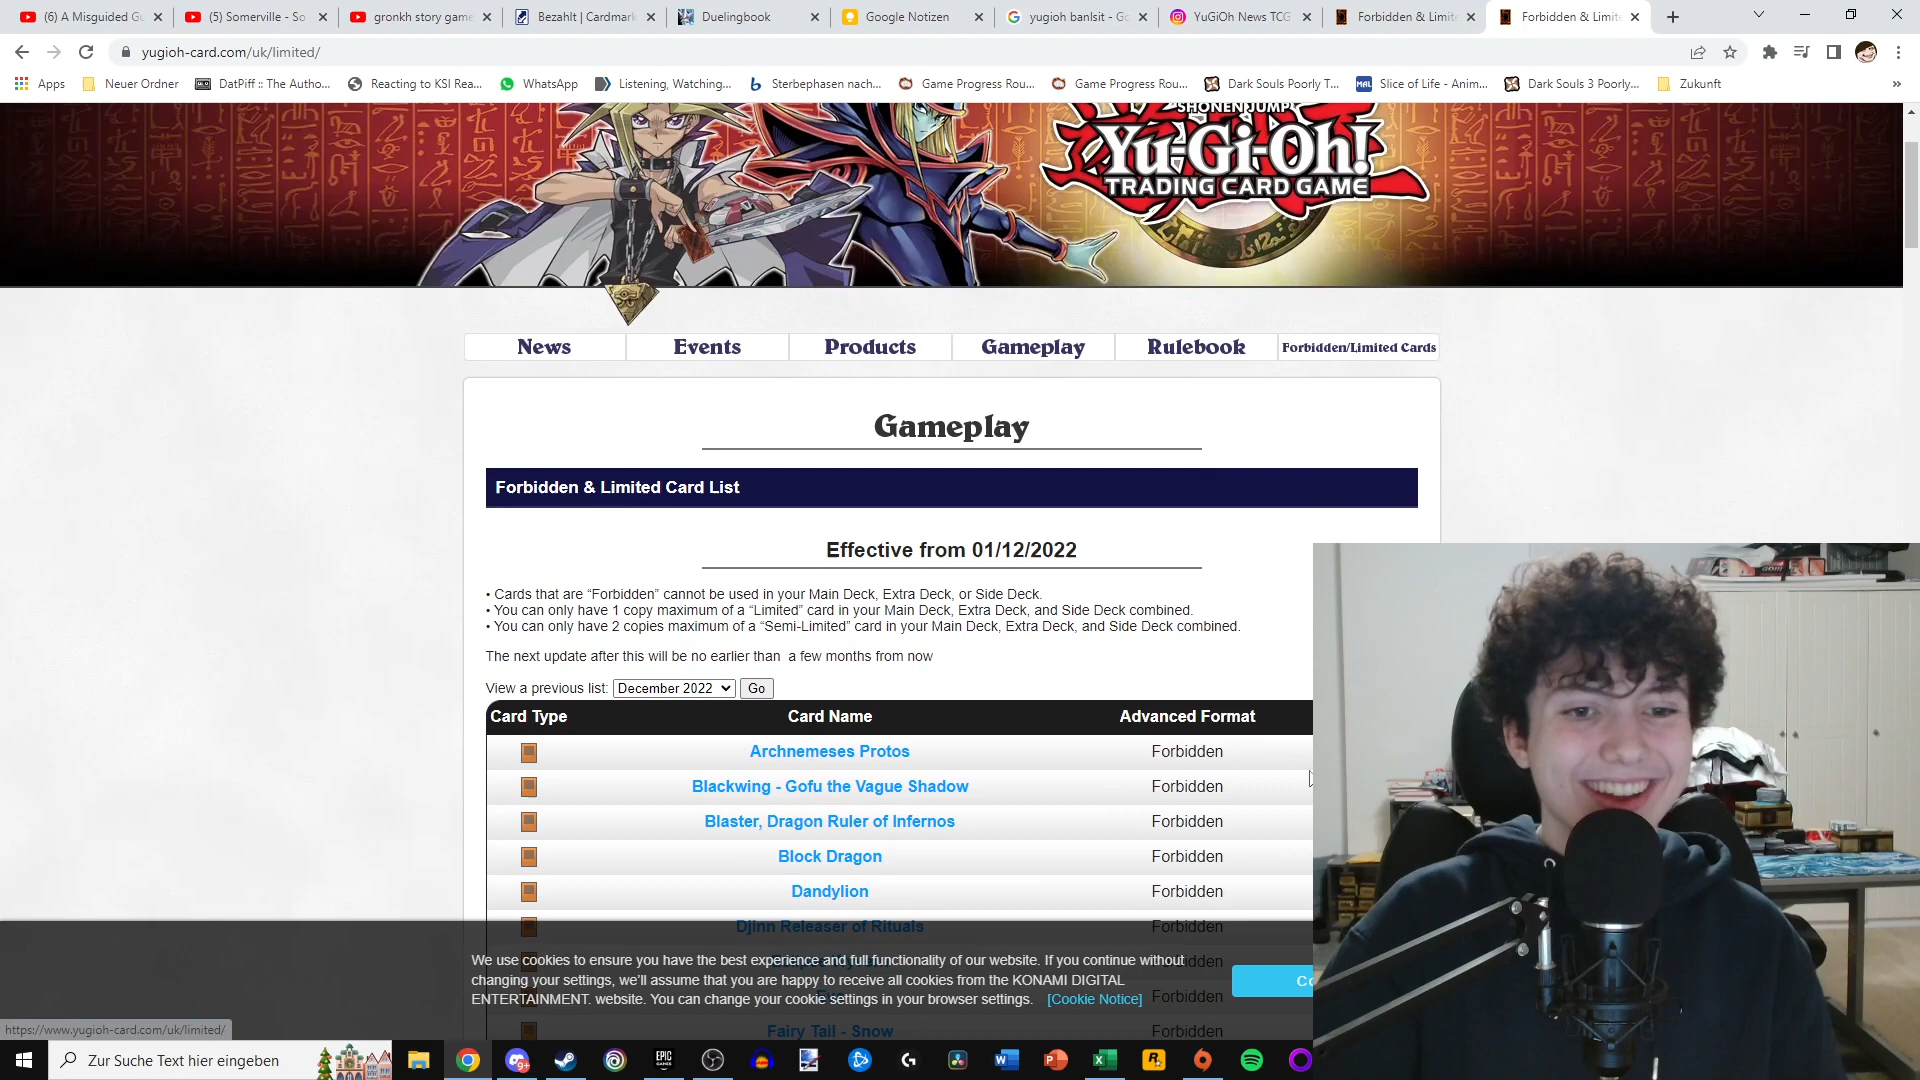 (6) A Misguided Gu
(5) Somerville - So
gronkh story game
Bezahlt | Cardmark
Duelingbook
Google Notizen
yugioh banlsit - Go
YuGiOh News TCG
Forbidden & Limite
Forbidden & Limite
yugioh-card.com/uk/limited/
Apps
Neuer Ordner
DatPiff :: The Autho...
Reacting to KSI Rea...
WhatsApp
Listening, Watching...
Sterbephasen nach...
Game Progress Rou...
Game Progress Rou...
Dark Souls Poorly T...
MAL
Slice of Life - Anim...
Dark Souls 3 Poorly...
Zukunft
»
SHONEN JUMP
Yu-Gi-Oh!
TRADING CARD GAME
News
Events
Products
Gameplay
Rulebook
Forbidden/Limited Cards
Gameplay
Forbidden & Limited Card List
Effective from 01/12/2022
• Cards that are “Forbidden” cannot be used in your Main Deck, Extra Deck, or Side Deck.
• You can only have 1 copy maximum of a “Limited” card in your Main Deck, Extra Deck, and Side Deck combined.
• You can only have 2 copies maximum of a “Semi-Limited” card in your Main Deck, Extra Deck, and Side Deck combined.
The next update after this will be no earlier than a few months from now
View a previous list: December 2022 Go
Card Type Card Name Advanced Format
Archnemeses Protos Forbidden
Blackwing - Gofu the Vague Shadow Forbidden
Blaster, Dragon Ruler of Infernos Forbidden
Block Dragon Forbidden
Dandylion Forbidden
Djinn Releaser of Rituals Forbidden
We use cookies to ensure you have the best experience and full functionality of our website. If you continue without
changing your settings, we’ll assume that you are happy to receive all cookies from the KONAMI DIGITAL
ENTERTAINMENT. website. You can change your cookie settings in your browser settings. [Cookie Notice]
Co
Forbidden
Fairy Tail - Snow Forbidden
https://www.yugioh-card.com/uk/limited/
Zur Suche Text hier eingeben
9+
EPIC
GAMES